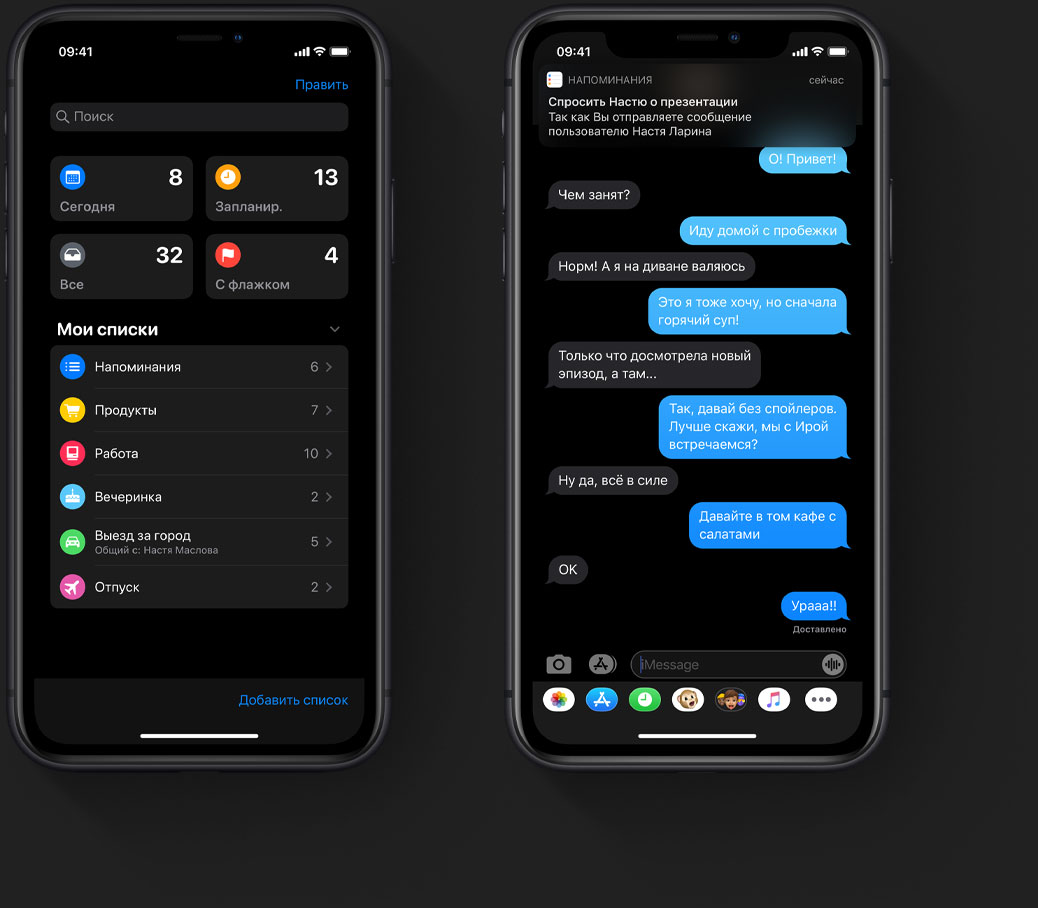 09:41
Править
Поиск
8
13
Сегодня
Запланир.
32
4
Все
С флажком
Мои списки
Напоминания 6
Продукты 7
Работа 10
Вечеринка 2
Выезд за город 5
Общий с: Настя Маслова
Отпуск 2
Добавить список
09:41
НАПОМИНАНИЯ сейчас
Спросить Настю о презентации
Так как Вы отправляете сообщение
пользователю Настя Ларина
О! Привет!
Чем занят?
Иду домой с пробежки
Норм! А я на диване валяюсь
Это я тоже хочу, но сначала
горячий суп!
Только что досмотрела новый
эпизод, а там...
Так, давай без спойлеров.
Лучше скажи, мы с Ирой
встречаемся?
Ну да, всё в силе
Давайте в том кафе с
салатами
ОК
Урааа!!
Доставлено
iMessage